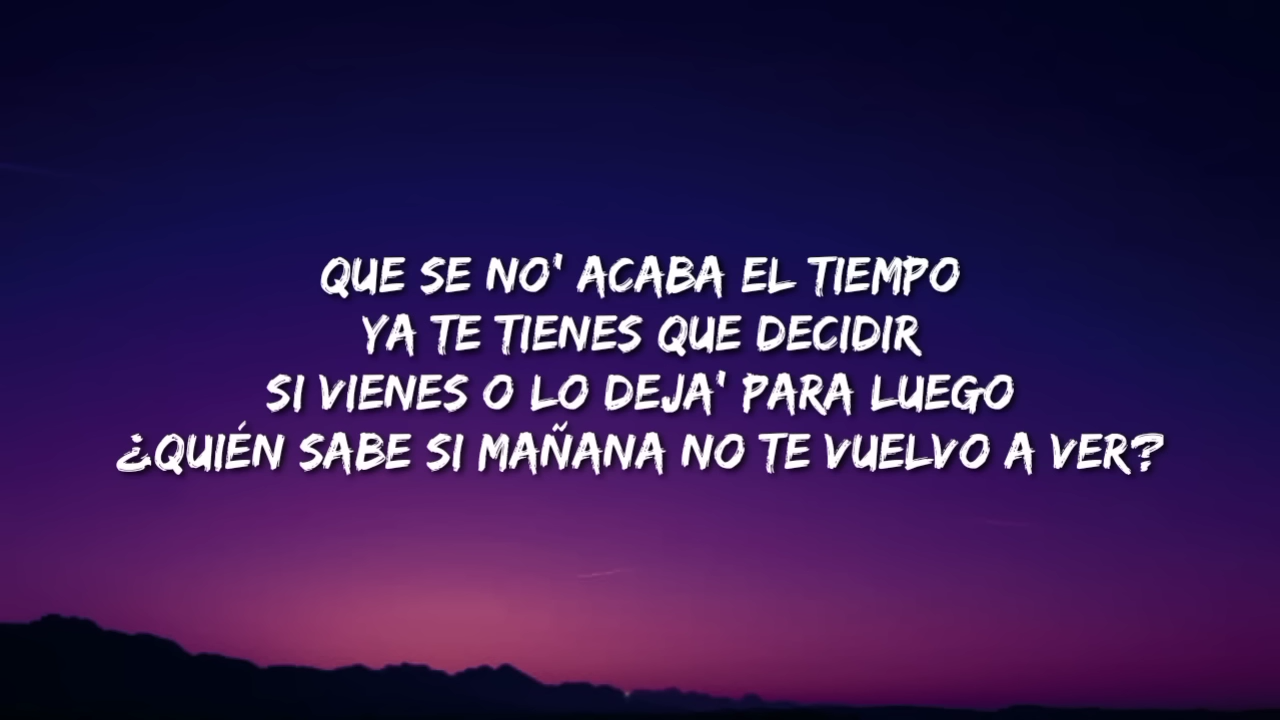 QUE SE NO' ACABA EL TIEMPO
YA TE TIENES QUE DECIDIR
SI VIENES O LO DEJA' PARA LUEGO
¿QUIÉN SABE SI MAÑANA NO TE VUELVO A VER?